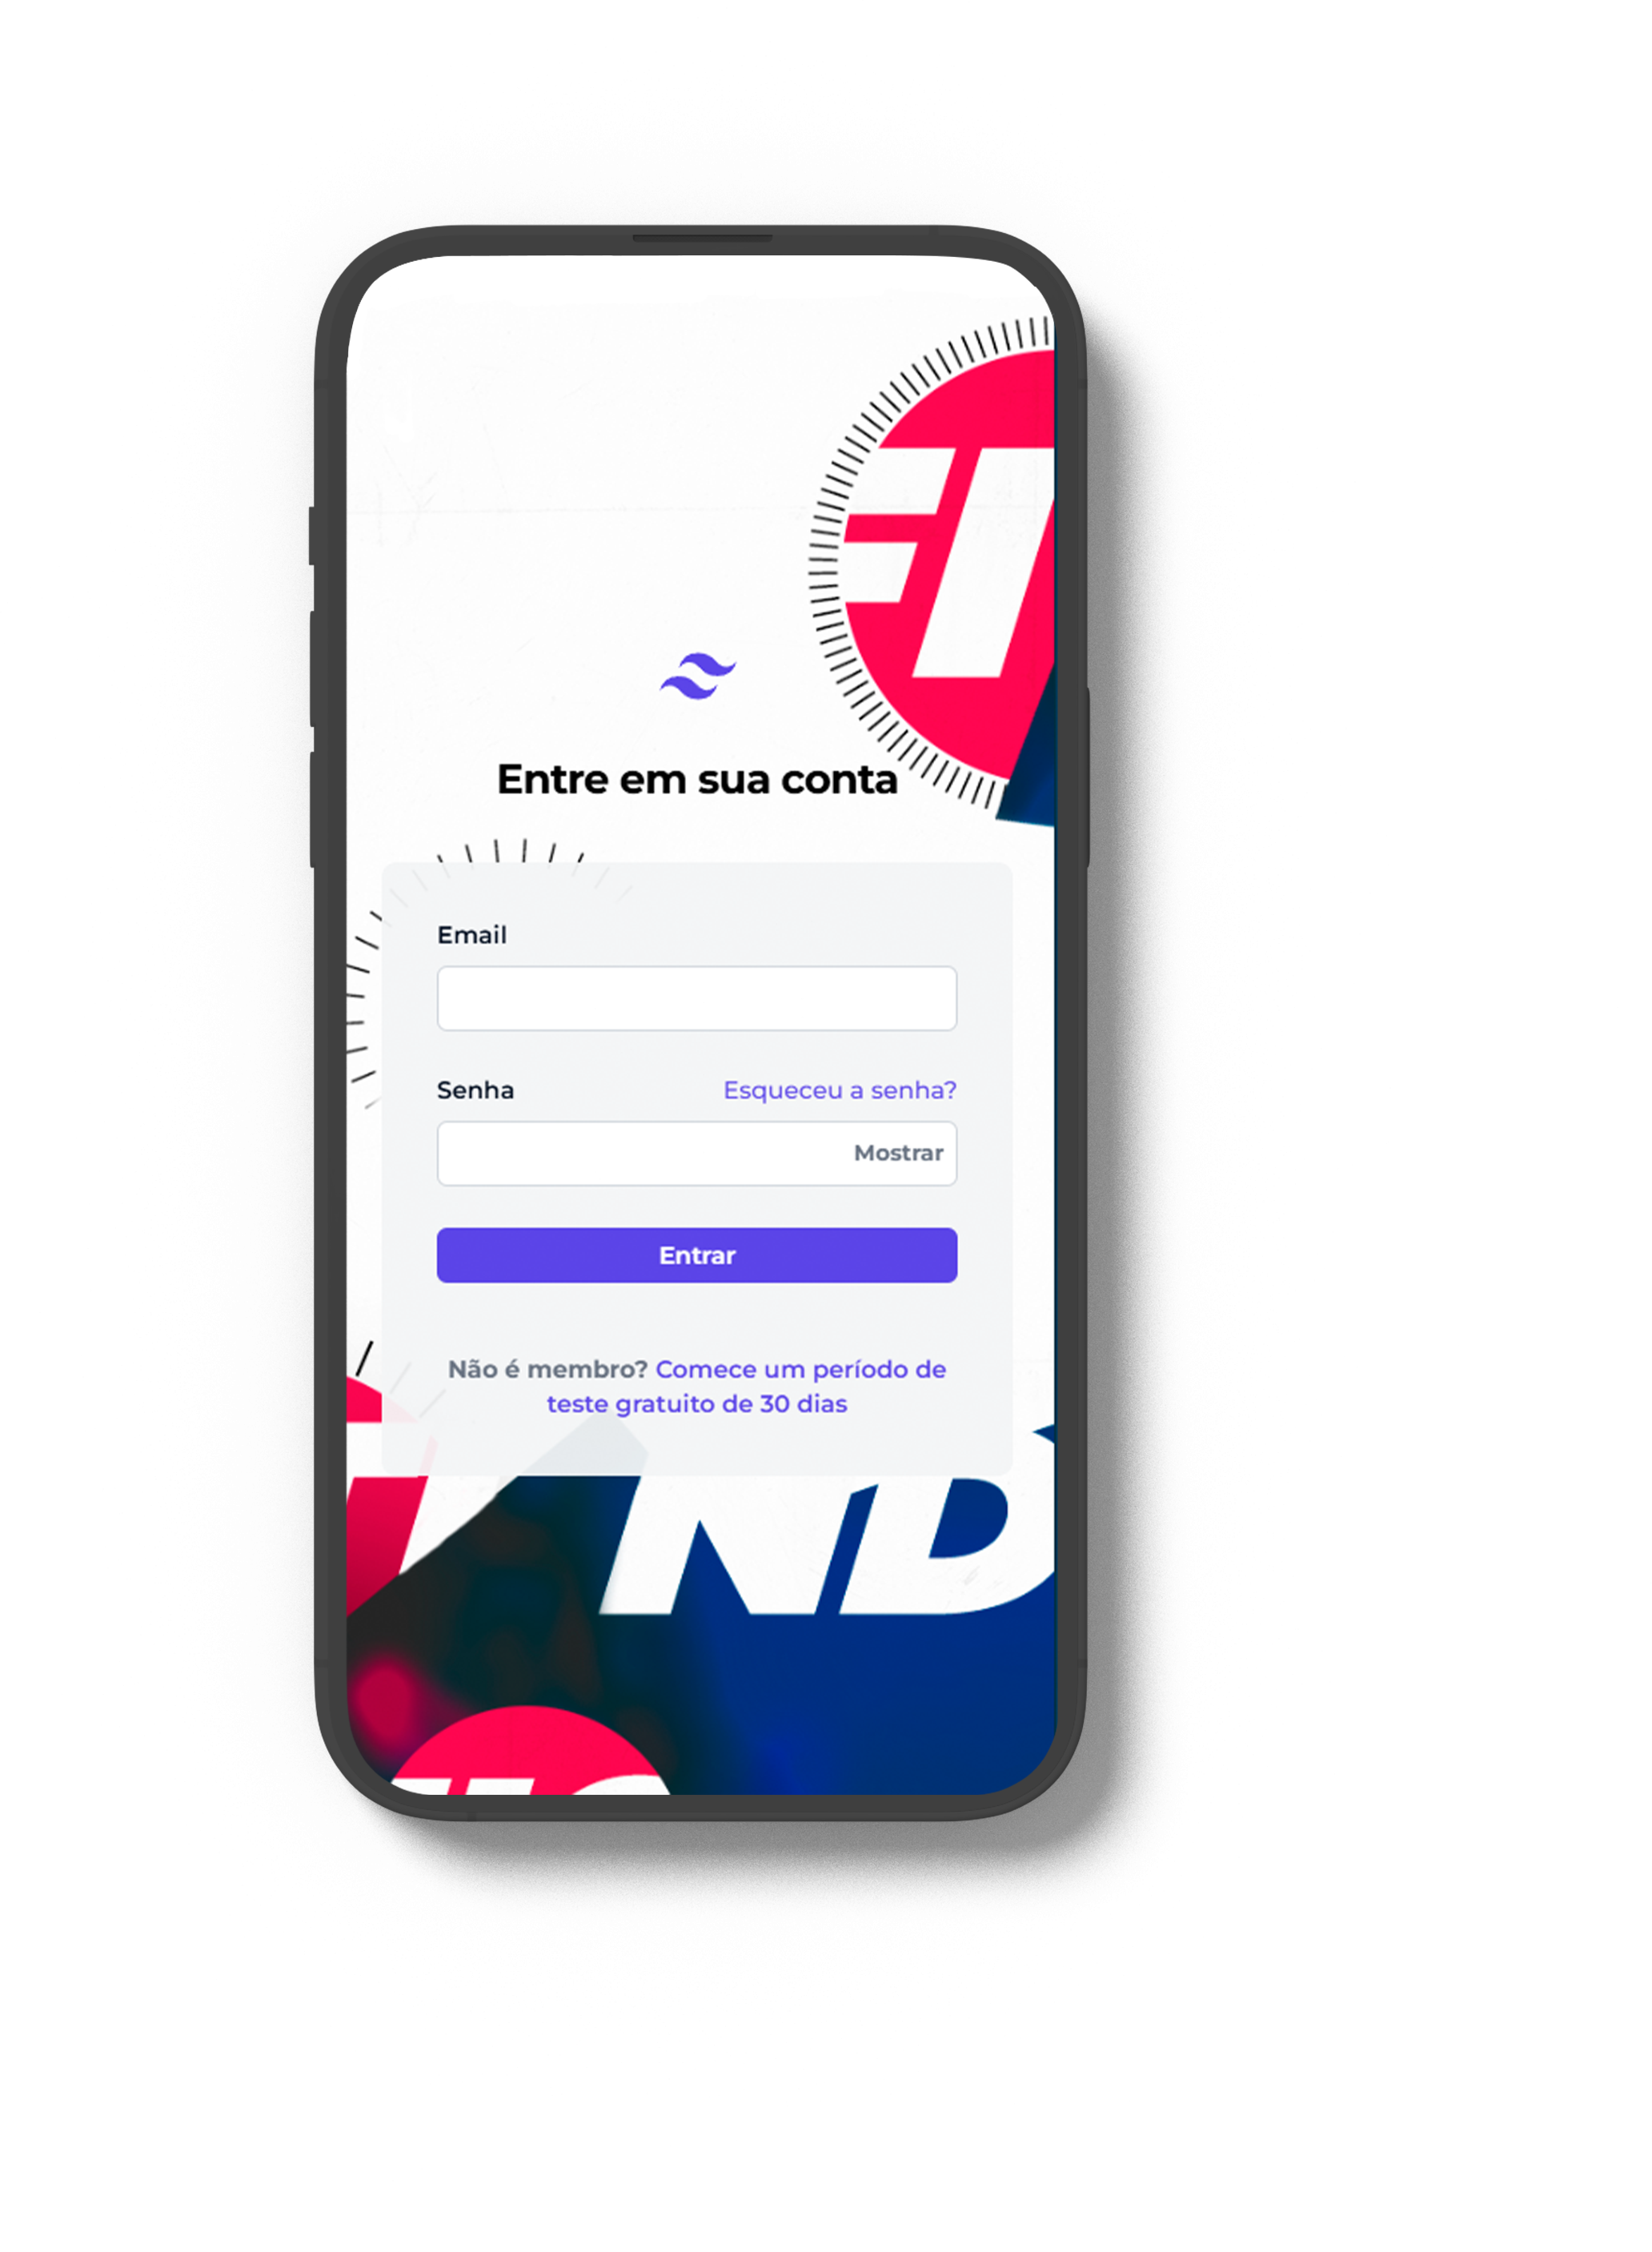 Entre em sua conta
Email
Senha Esqueceu a senha?
Mostrar
Entrar
Não é membro? Comece um período de
teste gratuito de 30 dias
ND